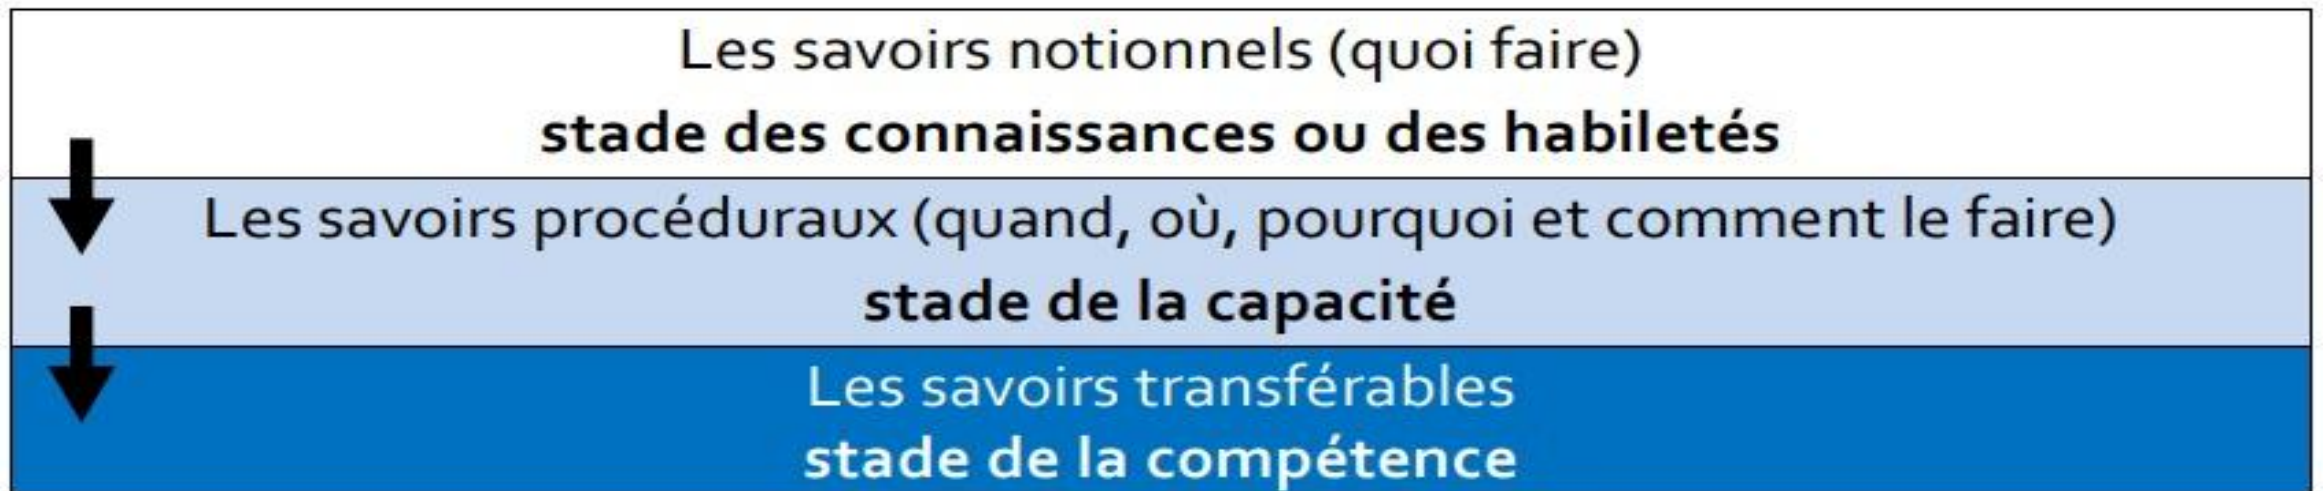 Les savoirs notionnels (quoi faire)
stade des connaissances ou des habiletés
Les savoirs procéduraux (quand, où, pourquoi et comment le faire)
stade de la capacité
Les savoirs transférables
stade de la compétence